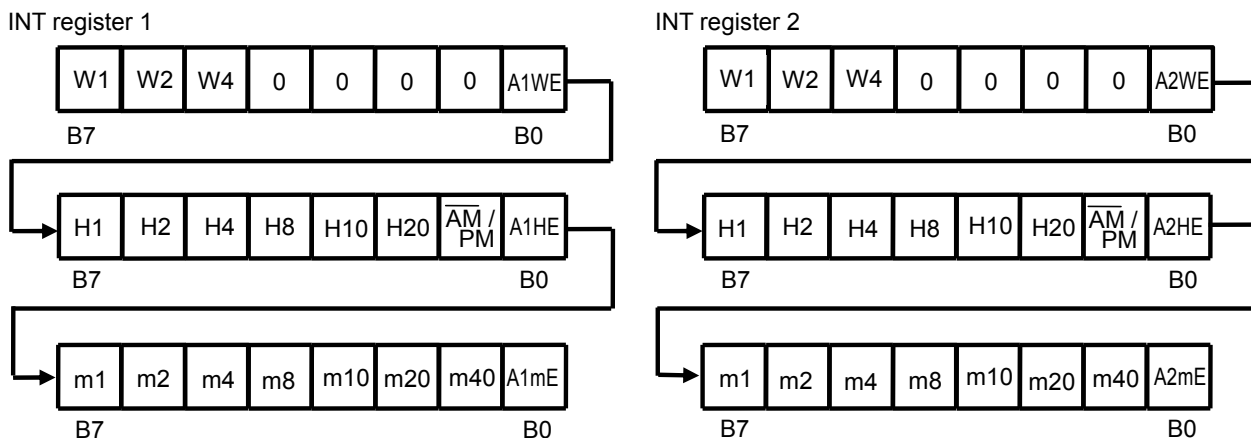 INT register 1
W1 W2 W4 0 0 0 0 A1WE
B7 B0
H1 H2 H4 H8 H10 H20 A̅M̅ / PM A1HE
B7 B0
m1 m2 m4 m8 m10 m20 m40 A1mE
B7 B0
INT register 2
W1 W2 W4 0 0 0 0 A2WE
B7 B0
H1 H2 H4 H8 H10 H20 A̅M̅ / PM A2HE
B7 B0
m1 m2 m4 m8 m10 m20 m40 A2mE
B7 B0